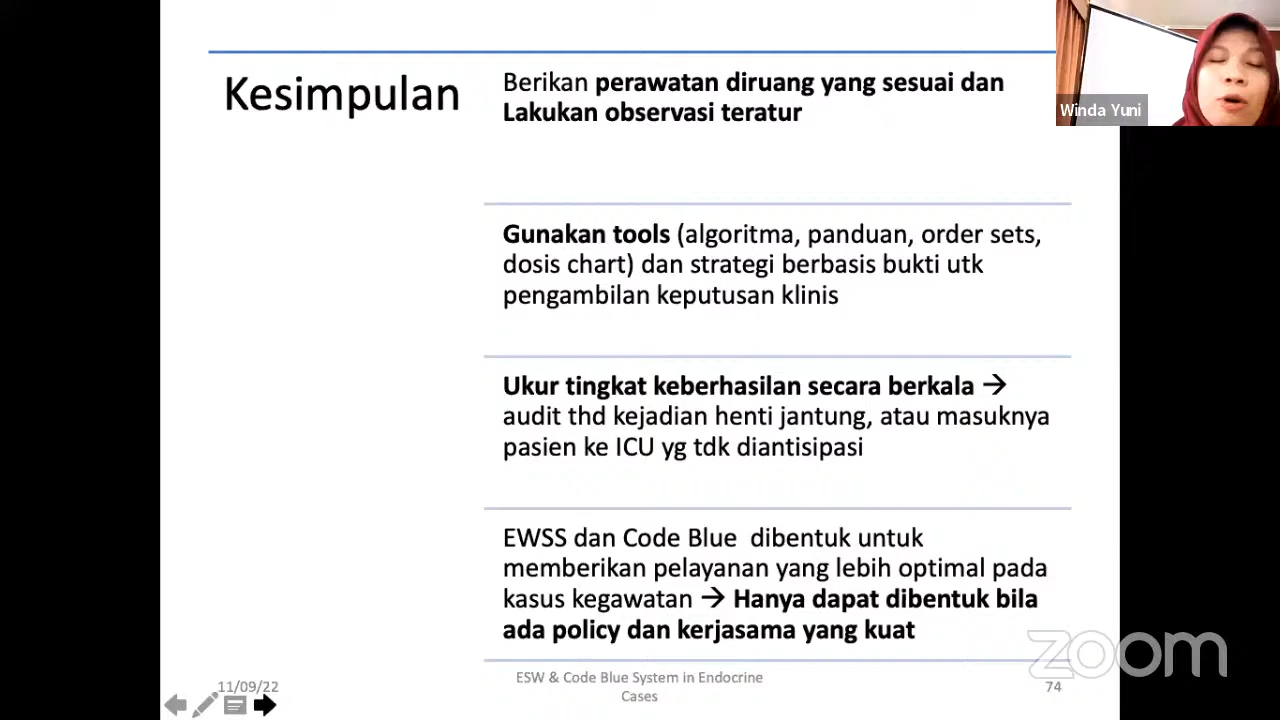 Kesimpulan
Berikan perawatan diruang yang sesuai dan
Lakukan observasi teratur
Winda Yuni
Gunakan tools (algoritma, panduan, order sets,
dosis chart) dan strategi berbasis bukti utk
pengambilan keputusan klinis
Ukur tingkat keberhasilan secara berkala →
audit thd kejadian henti jantung, atau masuknya
pasien ke ICU yg tdk diantisipasi
EWSS dan Code Blue dibentuk untuk
memberikan pelayanan yang lebih optimal pada
kasus kegawatan → Hanya dapat dibentuk bila
ada policy dan kerjasama yang kuat
zoom
11/09/22
ESW & Code Blue System in Endocrine
Cases
74